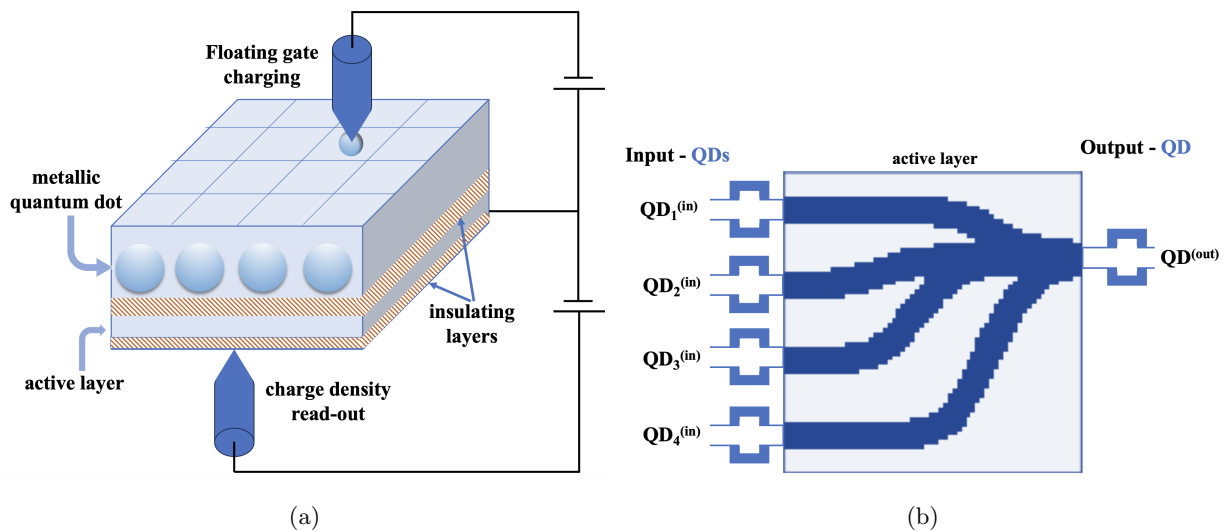 Floating gate
charging
metallic
quantum dot
active layer
insulating
layers
charge density
read-out
(a)
Input - QDs
active layer
Output - QD
QD₁⁽ⁱⁿ⁾
QD₂⁽ⁱⁿ⁾
QD₃⁽ⁱⁿ⁾
QD₄⁽ⁱⁿ⁾
QD⁽ᵒᵘᵗ⁾
(b)